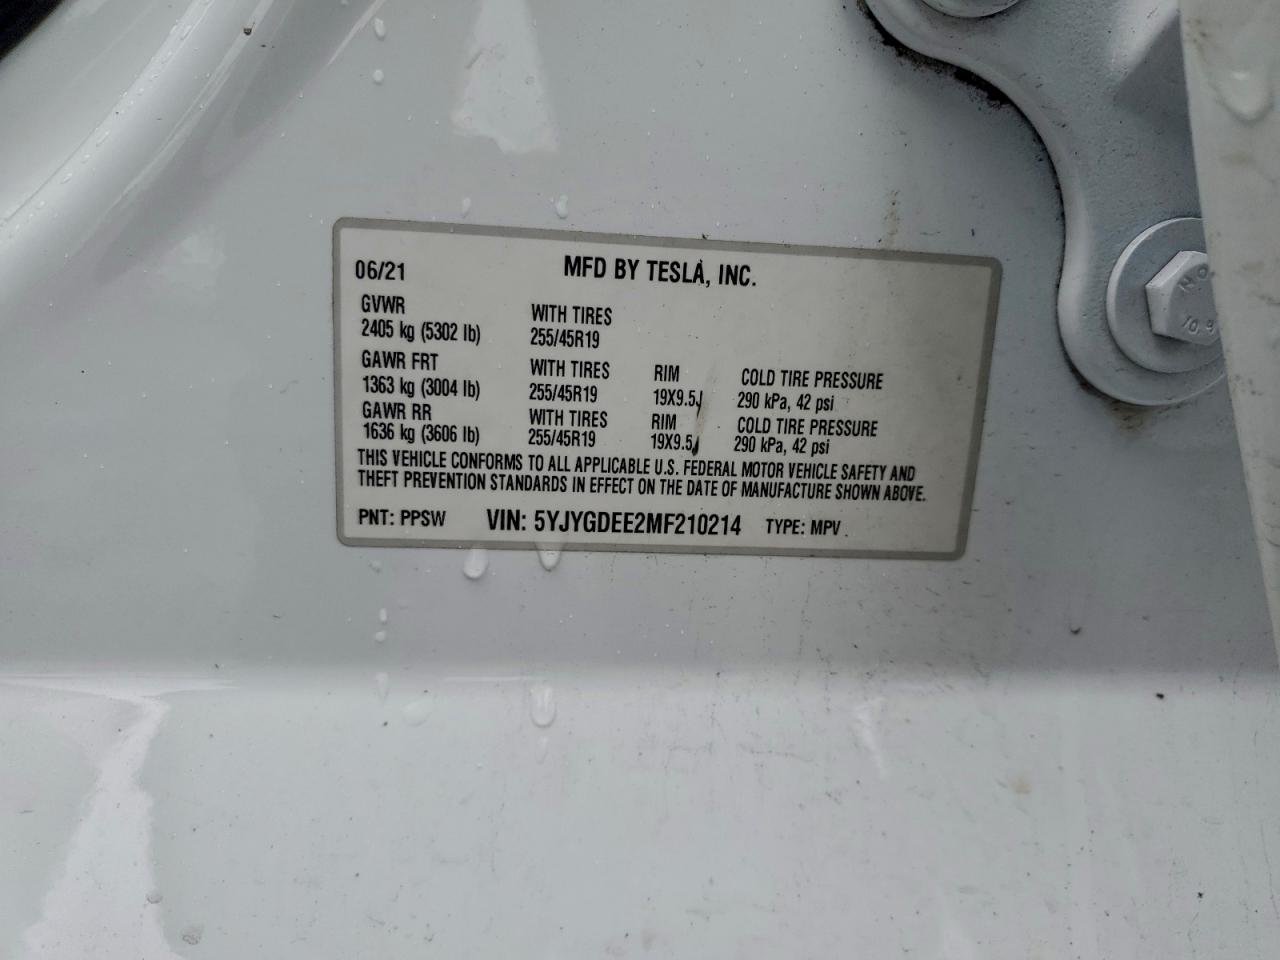 06/21 MFD BY TESLA, INC.
GVWR WITH TIRES
2405 kg (5302 lb) 255/45R19
GAWR FRT WITH TIRES RIM COLD TIRE PRESSURE
1363 kg (3004 lb) 255/45R19 19X9.5J 290 kPa, 42 psi
GAWR RR WITH TIRES RIM COLD TIRE PRESSURE
1636 kg (3606 lb) 255/45R19 19X9.5J 290 kPa, 42 psi
THIS VEHICLE CONFORMS TO ALL APPLICABLE U.S. FEDERAL MOTOR VEHICLE SAFETY AND
THEFT PREVENTION STANDARDS IN EFFECT ON THE DATE OF MANUFACTURE SHOWN ABOVE.
PNT: PPSW VIN: 5YJYGDEE2MF210214 TYPE: MPV
10.9